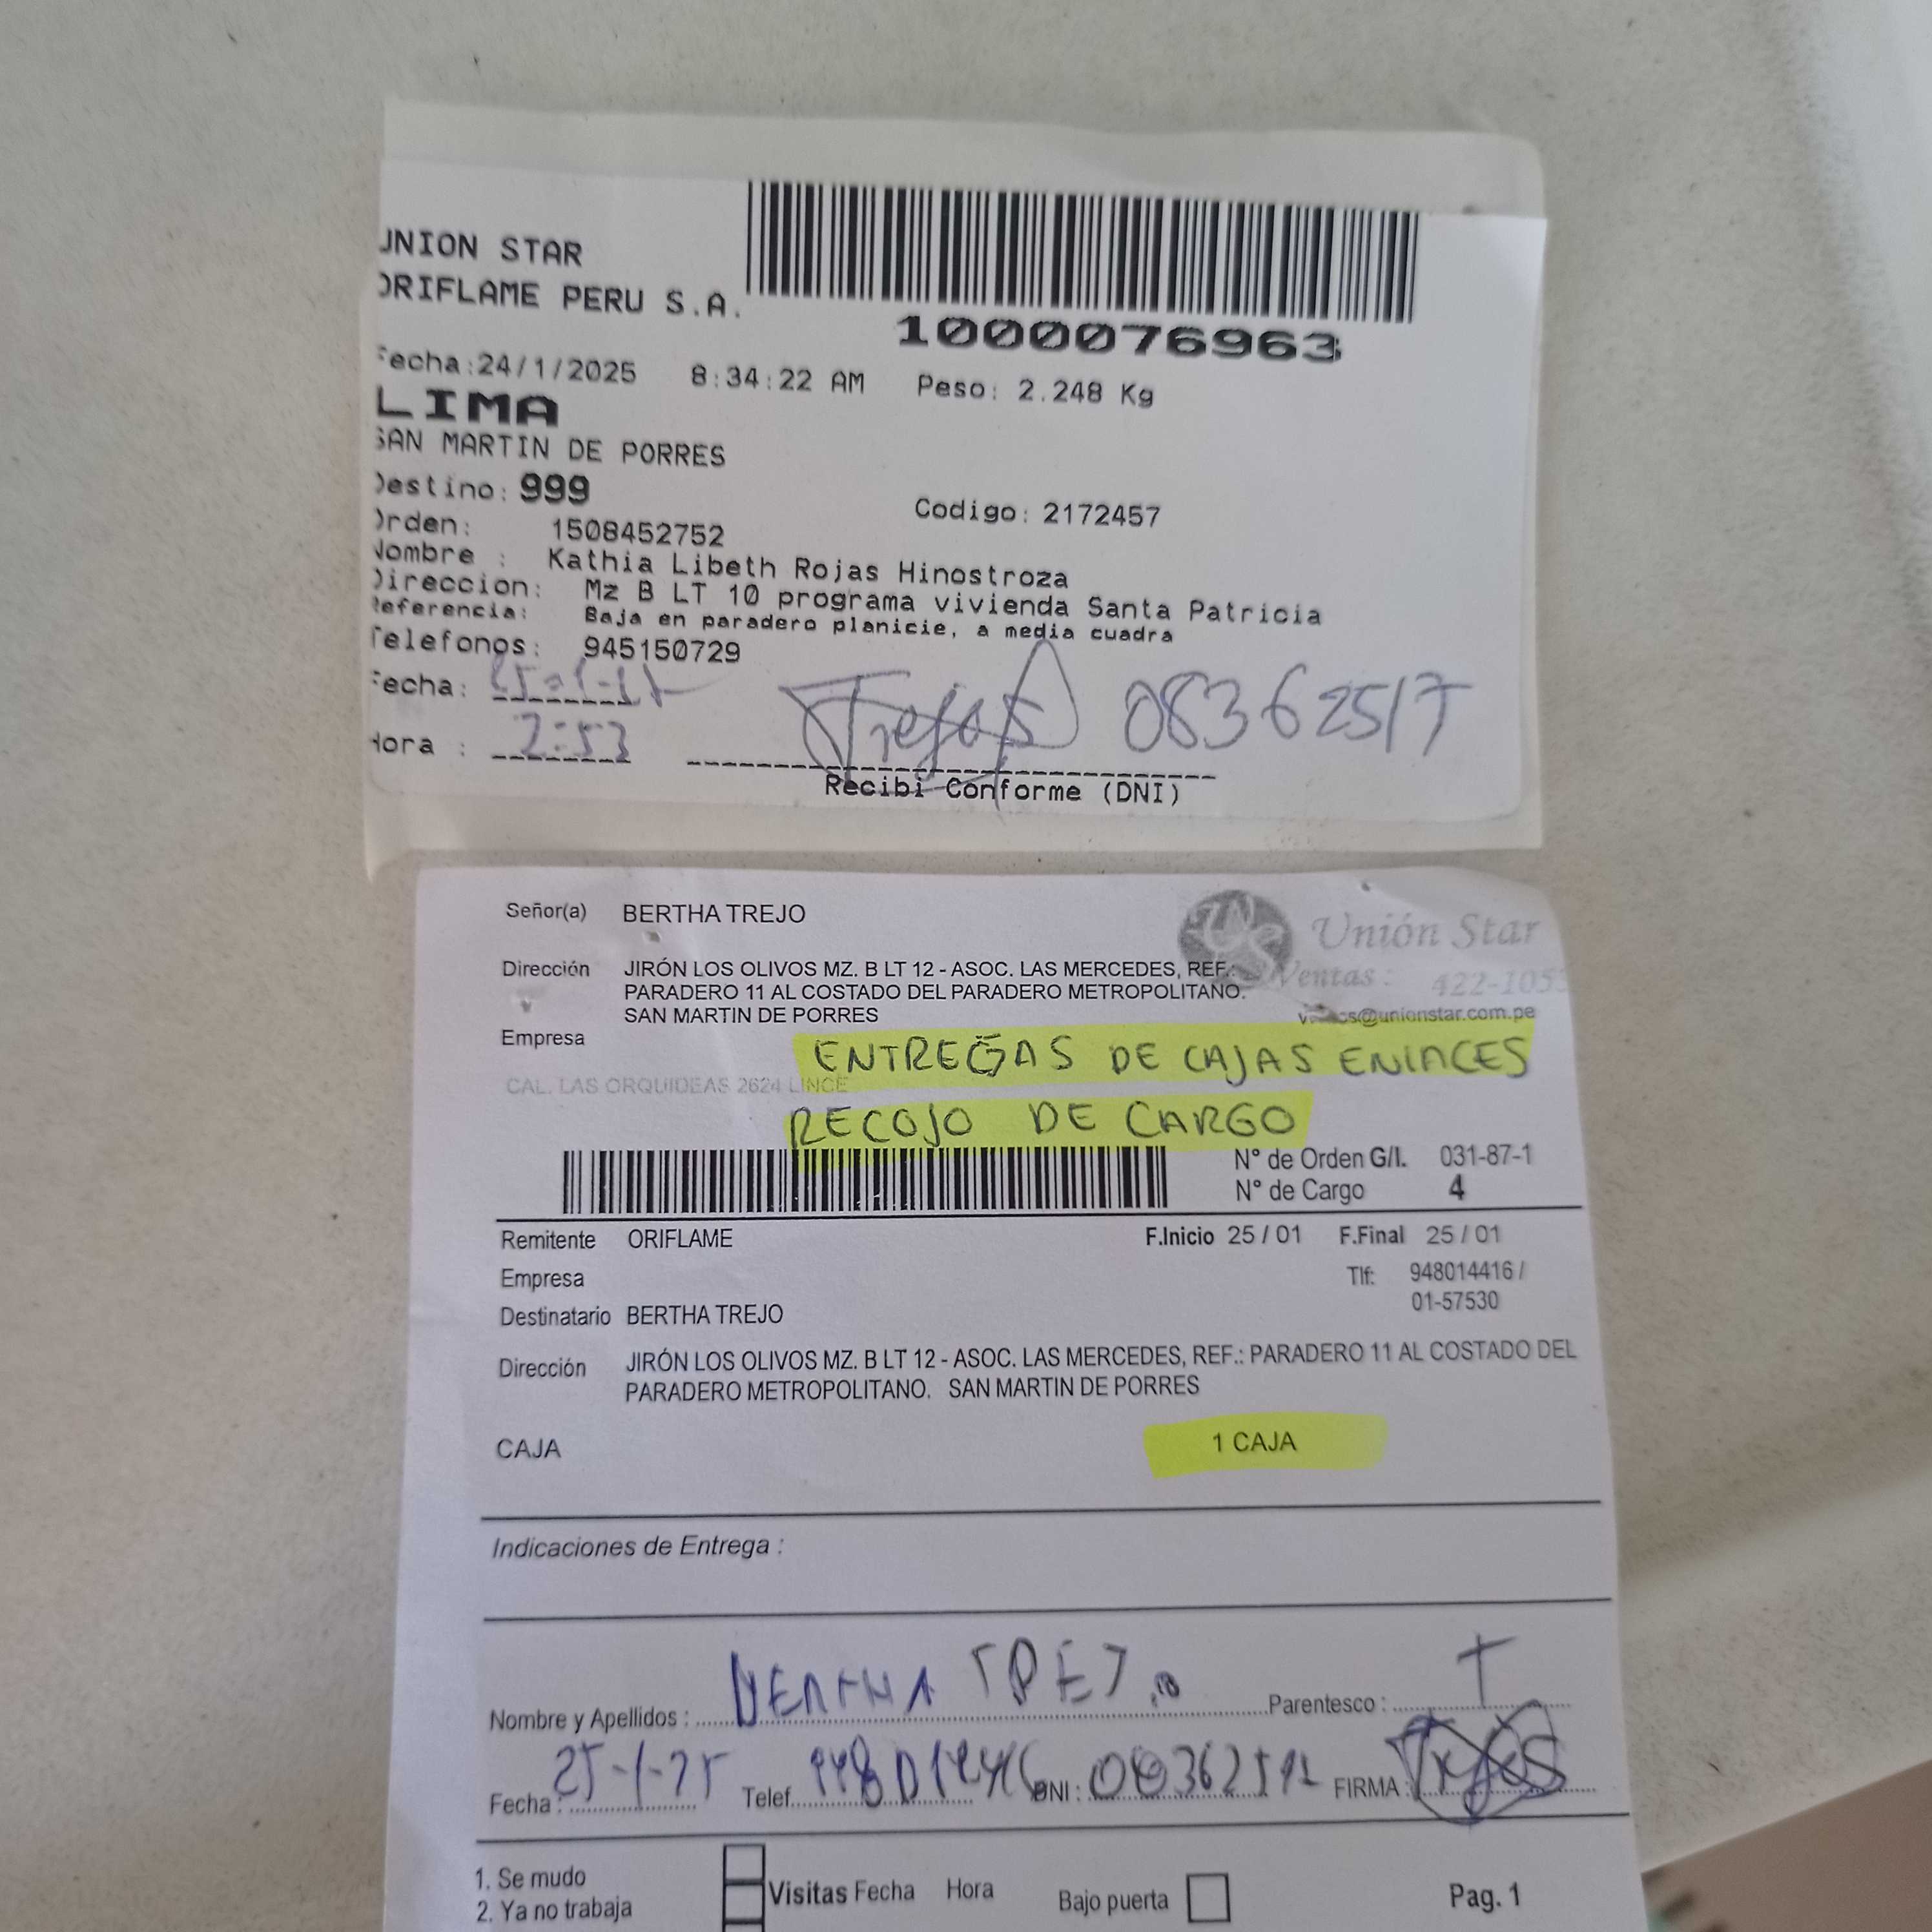 UNION STAR
ORIFLAME PERU S.A.
1000076963
Fecha:24/1/2025 8:34:22 AM Peso: 2.248 Kg
LIMA
SAN MARTIN DE PORRES
Destino: 999
Codigo: 2172457
Orden: 1508452752
Nombre : Kathia Libeth Rojas Hinostroza
Direccion: Mz B LT 10 programa vivienda Santa Patricia
Referencia: Baja en paradero planicie, a media cuadra
Telefonos: 945150729
Fecha:
Hora : 2:53
Trejos 08362517
Recibi Conforme (DNI)
Señor(a) BERTHA TREJO
Unión Star
Dirección JIRÓN LOS OLIVOS MZ. B LT 12 - ASOC. LAS MERCEDES, REF.:
Ventas : 422-105
PARADERO 11 AL COSTADO DEL PARADERO METROPOLITANO.
SAN MARTIN DE PORRES
@unionstar.com.pe
Empresa
ENTREGAS DE CAJAS ENLACES
CAL. LAS ORQUIDEAS 2624 LINCE
RECOJO DE CARGO
N° de Orden G/I. 031-87-1
N° de Cargo 4
Remitente ORIFLAME F.Inicio 25 / 01 F.Final 25 / 01
Empresa Tlf: 948014416 /
01-57530
Destinatario BERTHA TREJO
Dirección JIRÓN LOS OLIVOS MZ. B LT 12 - ASOC. LAS MERCEDES, REF.: PARADERO 11 AL COSTADO DEL
PARADERO METROPOLITANO. SAN MARTIN DE PORRES
CAJA 1 CAJA
Indicaciones de Entrega :
Nombre y Apellidos : Parentesco : T
Fecha : 25-1-25 Telef. DNI : FIRMA : Trejos
1. Se mudo
2. Ya no trabaja
Visitas Fecha Hora Bajo puerta Pag. 1